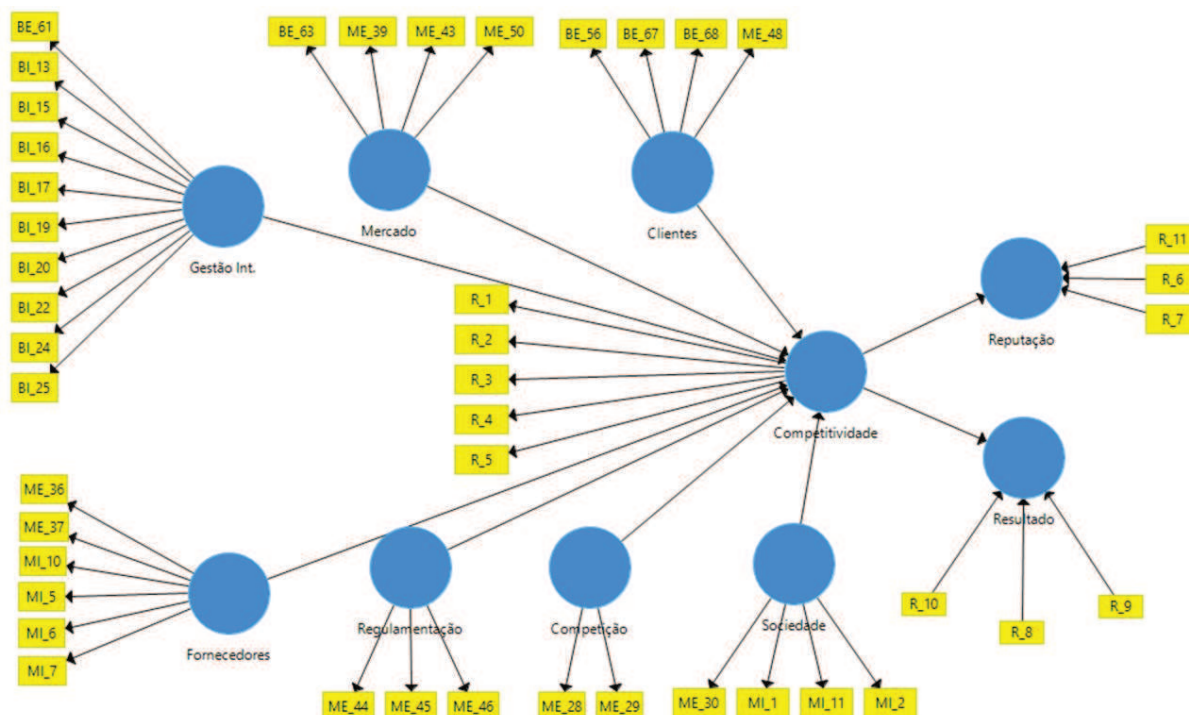 BE_61
BI_13
BI_15
BI_16
BI_17
BI_19
BI_20
BI_22
BI_24
BI_25
Gestão Int.
BE_63
ME_39
ME_43
ME_50
Mercado
BE_56
BE_67
BE_68
ME_48
Clientes
R_1
R_2
R_3
R_4
R_5
Competitividade
R_11
R_6
R_7
Reputação
Resultado
R_10
R_8
R_9
ME_36
ME_37
MI_10
MI_5
MI_6
MI_7
Fornecedores
Regulamentação
ME_44
ME_45
ME_46
Competição
ME_28
ME_29
Sociedade
ME_30
MI_1
MI_11
MI_2